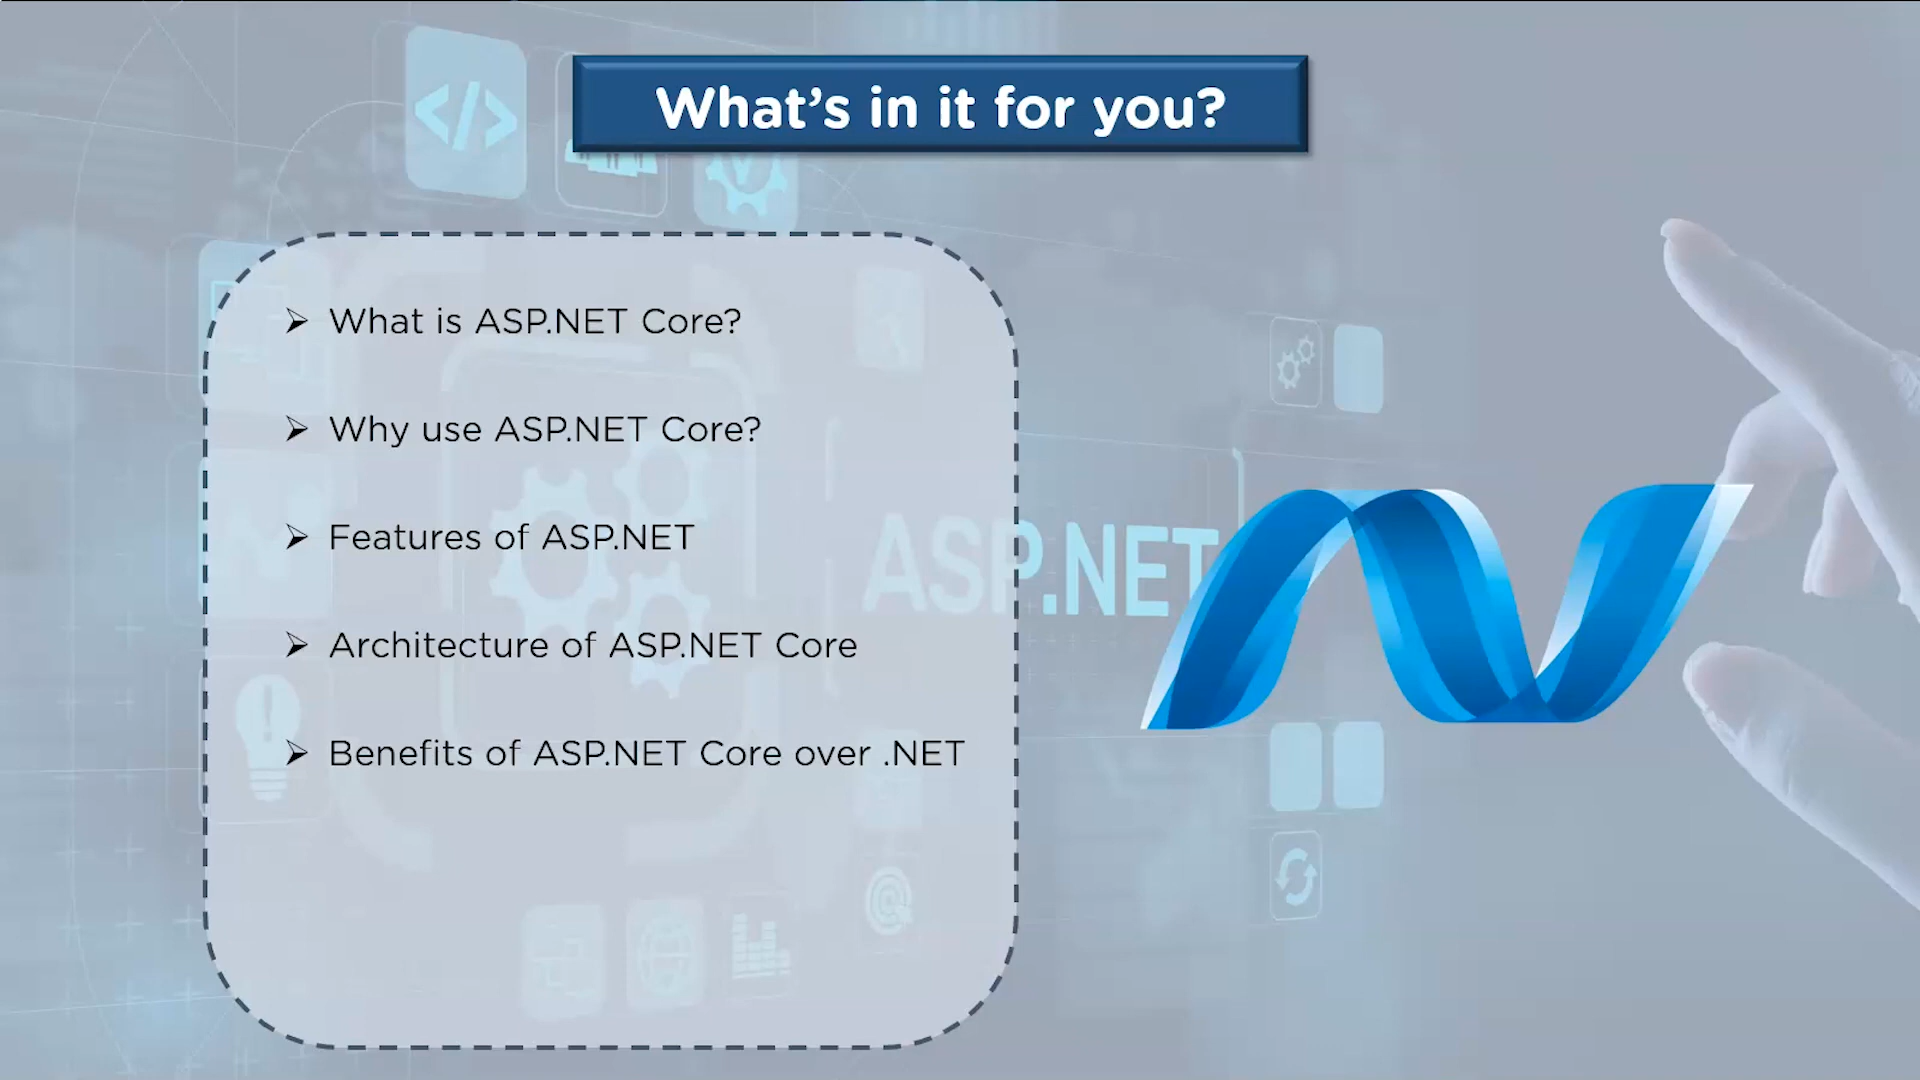 What's in it for you?
➢ What is ASP.NET Core?
➢ Why use ASP.NET Core?
➢ Features of ASP.NET
➢ Architecture of ASP.NET Core
➢ Benefits of ASP.NET Core over .NET
ASP.NET